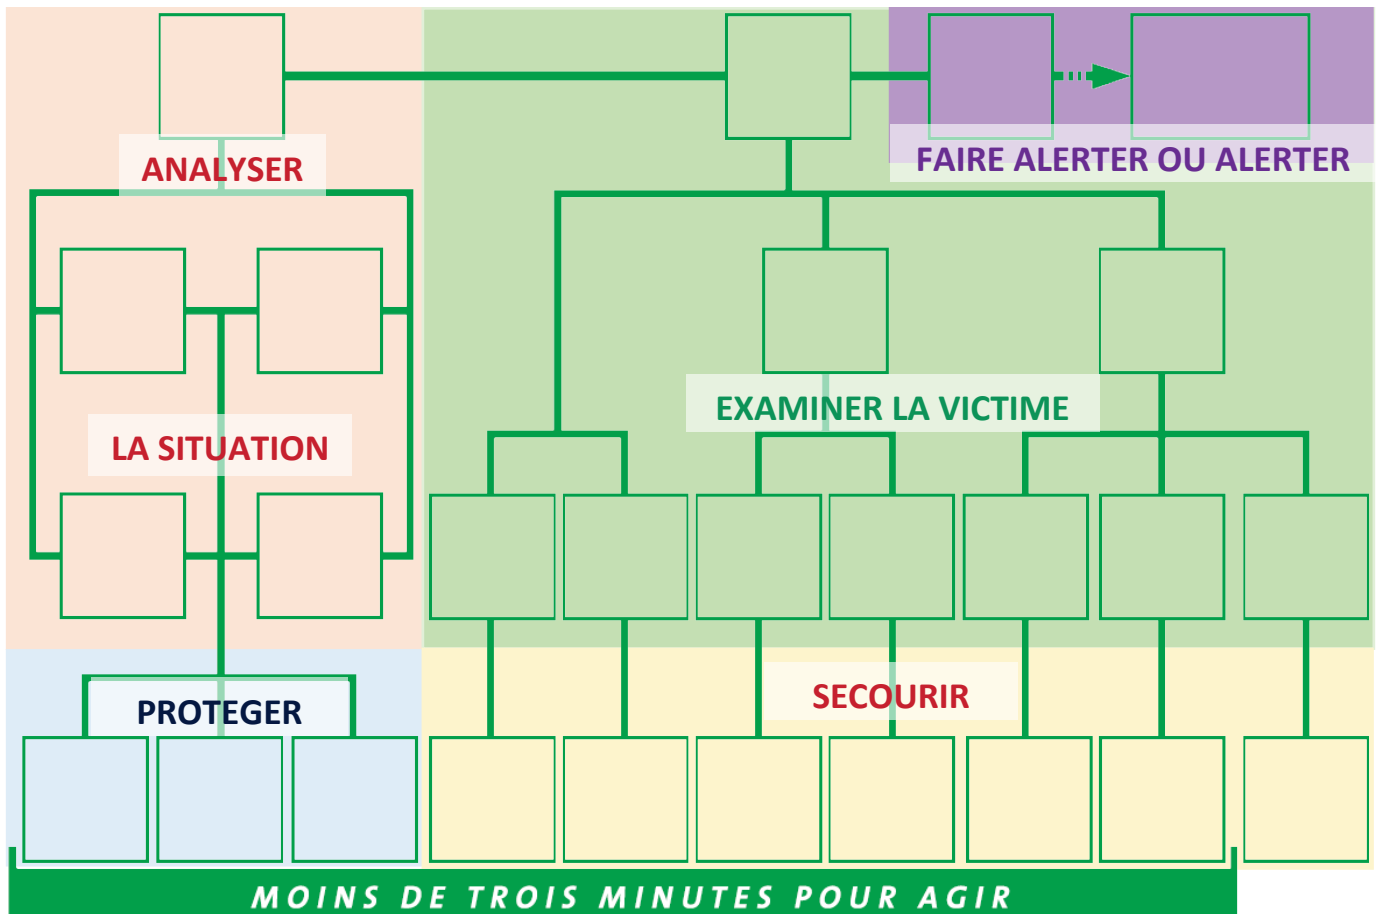 ANALYSER
FAIRE ALERTER OU ALERTER
EXAMINER LA VICTIME
LA SITUATION
SECOURIR
PROTEGER
MOINS DE TROIS MINUTES POUR AGIR